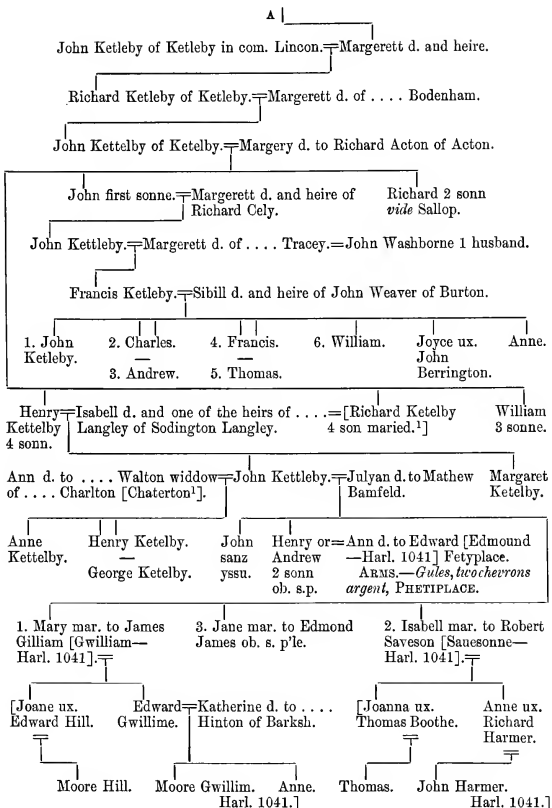 A
John Ketleby of Ketleby in com. Lincon.=Margerett d. and heire.
Richard Ketleby of Ketleby.=Margerett d. of . . . . Bodenham.
John Kettelby of Ketelby.=Margery d. to Richard Acton of Acton.
John first sonne.=Margerett d. and heire of Richard 2 sonn
Richard Cely. vide Sallop.
John Kettleby.=Margerett d. of . . . . Tracey.=John Washborne 1 husband.
Francis Ketleby.=Sibill d. and heire of John Weaver of Burton.
1. John 2. Charles. 4. Francis. 6. William. Joyce ux. Anne.
Ketleby. — — John
3. Andrew. 5. Thomas. Berrington.
Henry=Isabell d. and one of the heirs of . . . .=[Richard Ketelby William
Kettelby Langley of Sodington Langley. 4 son maried.¹] 3 sonne.
4 sonn.
Ann d. to . . . . Walton widdow=John Kettleby.=Julyan d. to Mathew Margaret
of . . . . Charlton [Chaterton¹]. Bamfeld. Ketelby.
Anne Henry Ketelby. John Henry or=Ann d. to Edward [Edmound
Kettelby. — sanz Andrew —Harl. 1041] Fetyplace.
George Ketelby. yssu. 2 sonn ARMS.—Gules, two chevrons
ob. s.p. argent, PHETIPLACE.
1. Mary mar. to James 3. Jane mar. to Edmond 2. Isabell mar. to Robert
Gilliam [Gwilliam— James ob. s. p'le. Saveson [Sauesonne—
Harl. 1041].= Harl. 1041].=
[Joane ux. Edward=Katherine d. to . . . . [Joanna ux. Anne ux.
Edward Hill. Gwillime. Hinton of Barksh. Thomas Boothe. Richard
Harmer.
Moore Hill. Moore Gwillim. Anne. Thomas. John Harmer.
Harl. 1041.] Harl. 1041.]